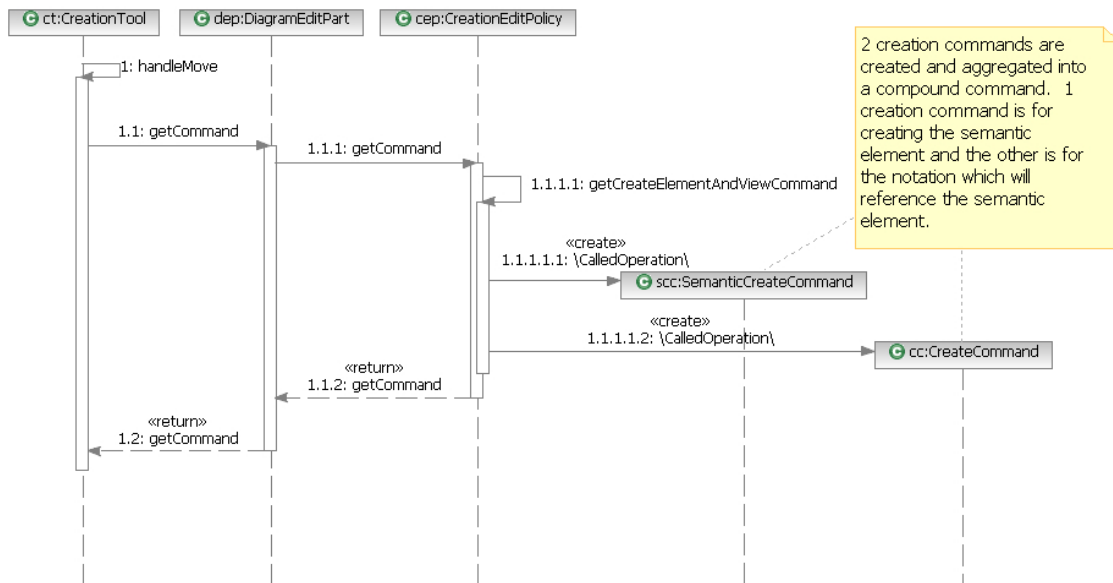 ct:CreationTool
dep:DiagramEditPart
cep:CreationEditPolicy
2 creation commands are
created and aggregated into
a compound command.  1
creation command is for
creating the semantic
element and the other is for
the notation which will
reference the semantic
element.
1: handleMove
1.1: getCommand
1.1.1: getCommand
1.1.1.1: getCreateElementAndViewCommand
«create»
1.1.1.1.1: \CalledOperation\
scc:SemanticCreateCommand
«create»
1.1.1.1.2: \CalledOperation\
cc:CreateCommand
«return»
1.1.2: getCommand
«return»
1.2: getCommand